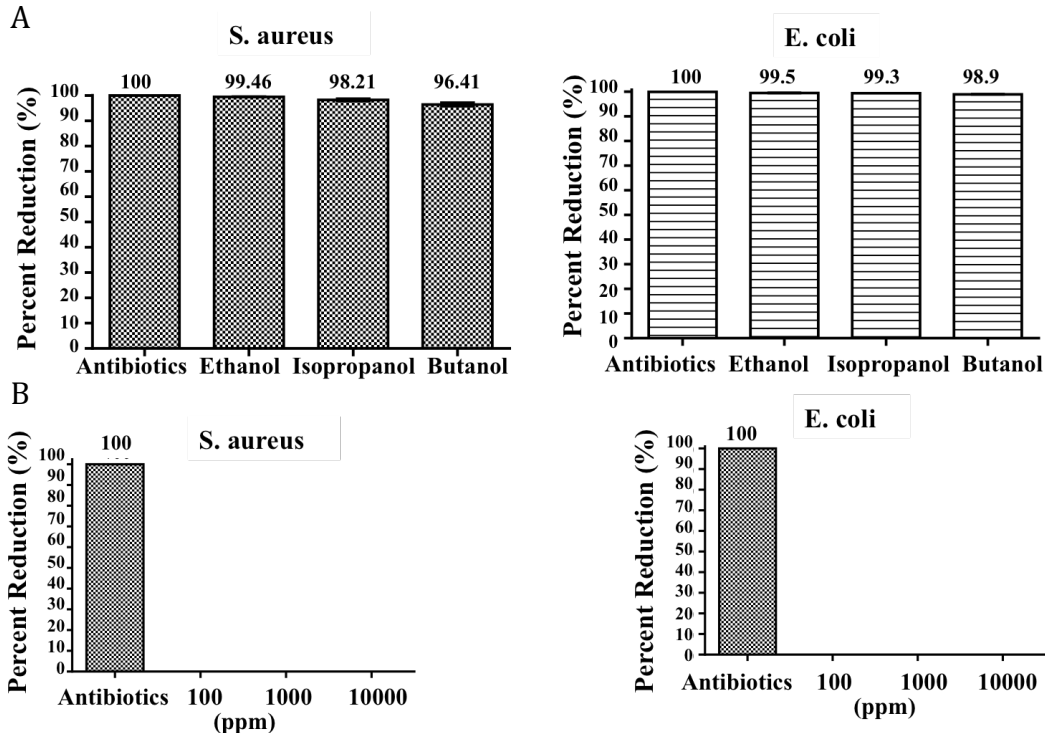 A
S. aureus
Percent Reduction (%)
100
90
80
70
60
50
40
30
20
10
0
100 99.46 98.21 96.41
Antibiotics Ethanol Isopropanol Butanol
E. coli
Percent Reduction (%)
100
90
80
70
60
50
40
30
20
10
0
100 99.5 99.3 98.9
Antibiotics Ethanol Isopropanol Butanol
B
S. aureus
Percent Reduction (%)
100
90
80
70
60
50
40
30
20
10
0
100
Antibiotics 100 1000 10000
(ppm)
E. coli
Percent Reduction (%)
100
90
80
70
60
50
40
30
20
10
0
100
Antibiotics 100 1000 10000
(ppm)